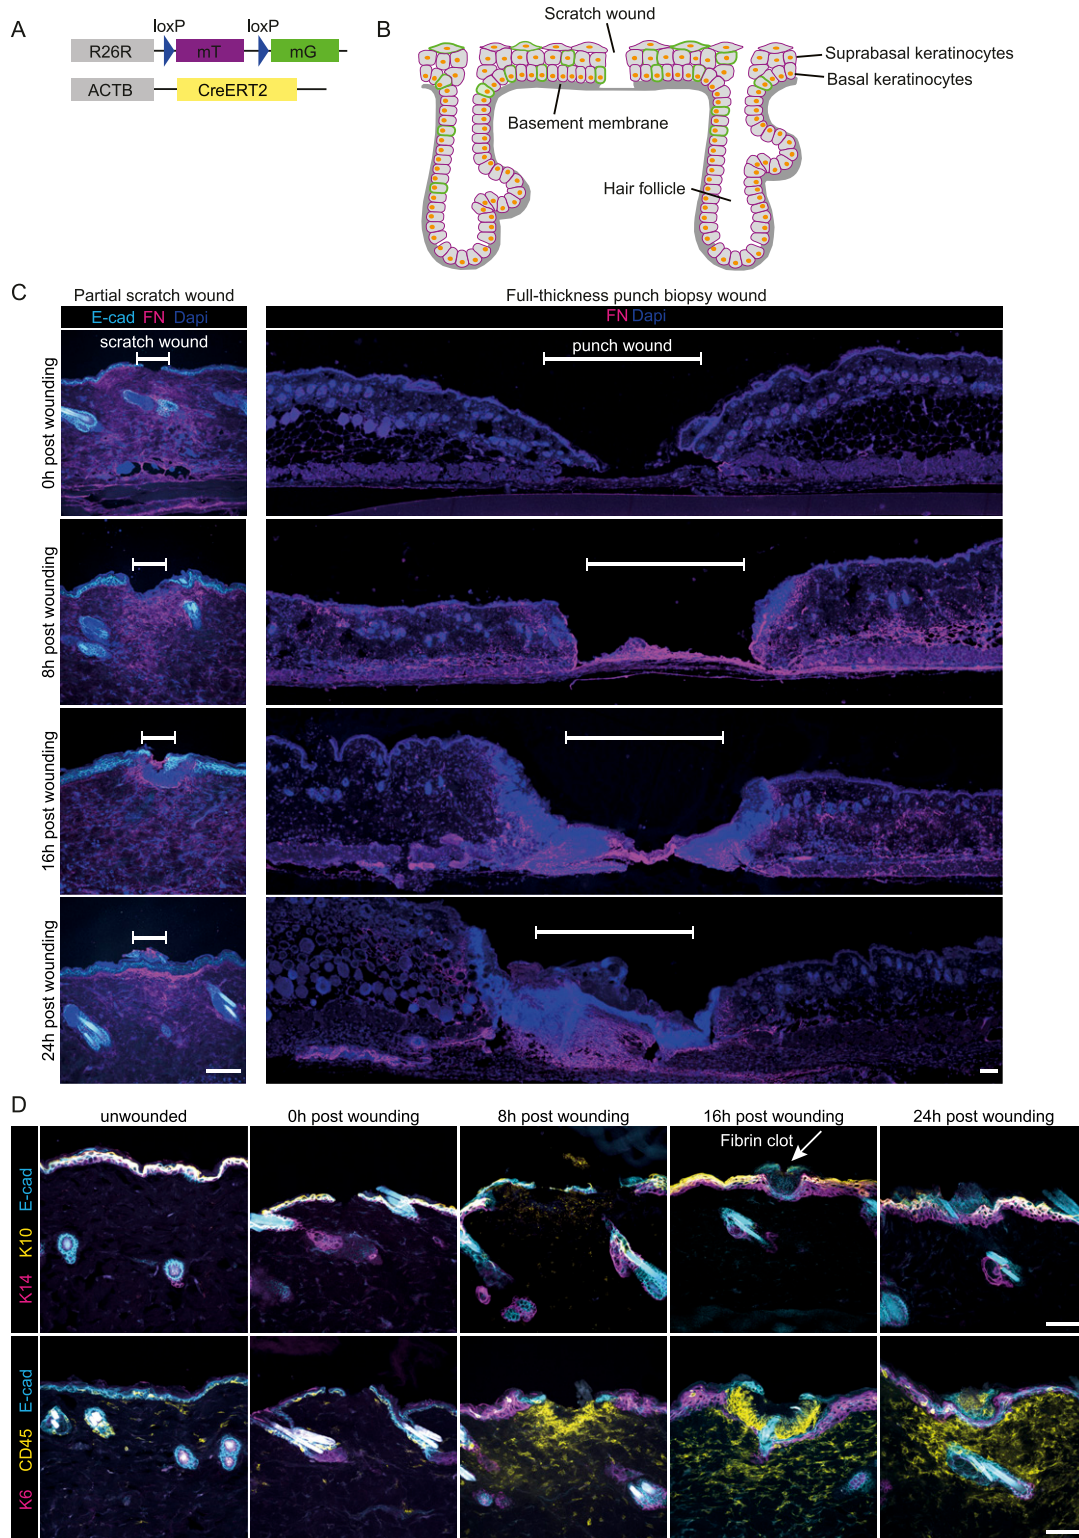 A
loxP loxP
R26R mT mG
ACTB CreERT2
B
Scratch wound
Suprabasal keratinocytes
Basal keratinocytes
Basement membrane
Hair follicle
C
Partial scratch wound
Full-thickness punch biopsy wound
E-cad FN Dapi
FN Dapi
scratch wound
punch wound
0h post wounding
8h post wounding
16h post wounding
24h post wounding
D
unwounded
0h post wounding
8h post wounding
16h post wounding
24h post wounding
Fibrin clot
K14 K10 E-cad
K6 CD45 E-cad